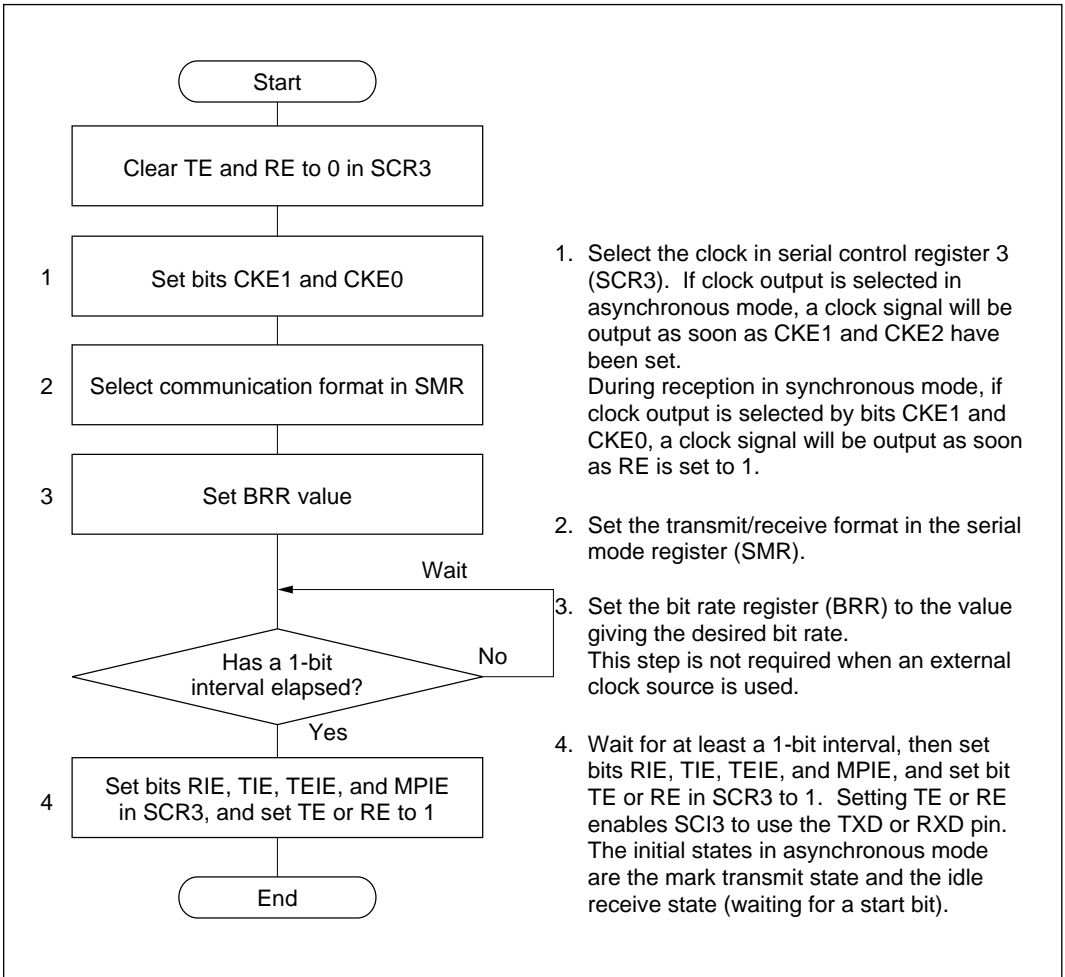 Start
Clear TE and RE to 0 in SCR3
1
Set bits CKE1 and CKE0
2
Select communication format in SMR
3
Set BRR value
Wait
Has a 1-bit
interval elapsed?
No
Yes
4
Set bits RIE, TIE, TEIE, and MPIE
in SCR3, and set TE or RE to 1
End
1. Select the clock in serial control register 3
(SCR3). If clock output is selected in
asynchronous mode, a clock signal will be
output as soon as CKE1 and CKE2 have
been set.
During reception in synchronous mode, if
clock output is selected by bits CKE1 and
CKE0, a clock signal will be output as soon
as RE is set to 1.
2. Set the transmit/receive format in the serial
mode register (SMR).
3. Set the bit rate register (BRR) to the value
giving the desired bit rate.
This step is not required when an external
clock source is used.
4. Wait for at least a 1-bit interval, then set
bits RIE, TIE, TEIE, and MPIE, and set bit
TE or RE in SCR3 to 1. Setting TE or RE
enables SCI3 to use the TXD or RXD pin.
The initial states in asynchronous mode
are the mark transmit state and the idle
receive state (waiting for a start bit).